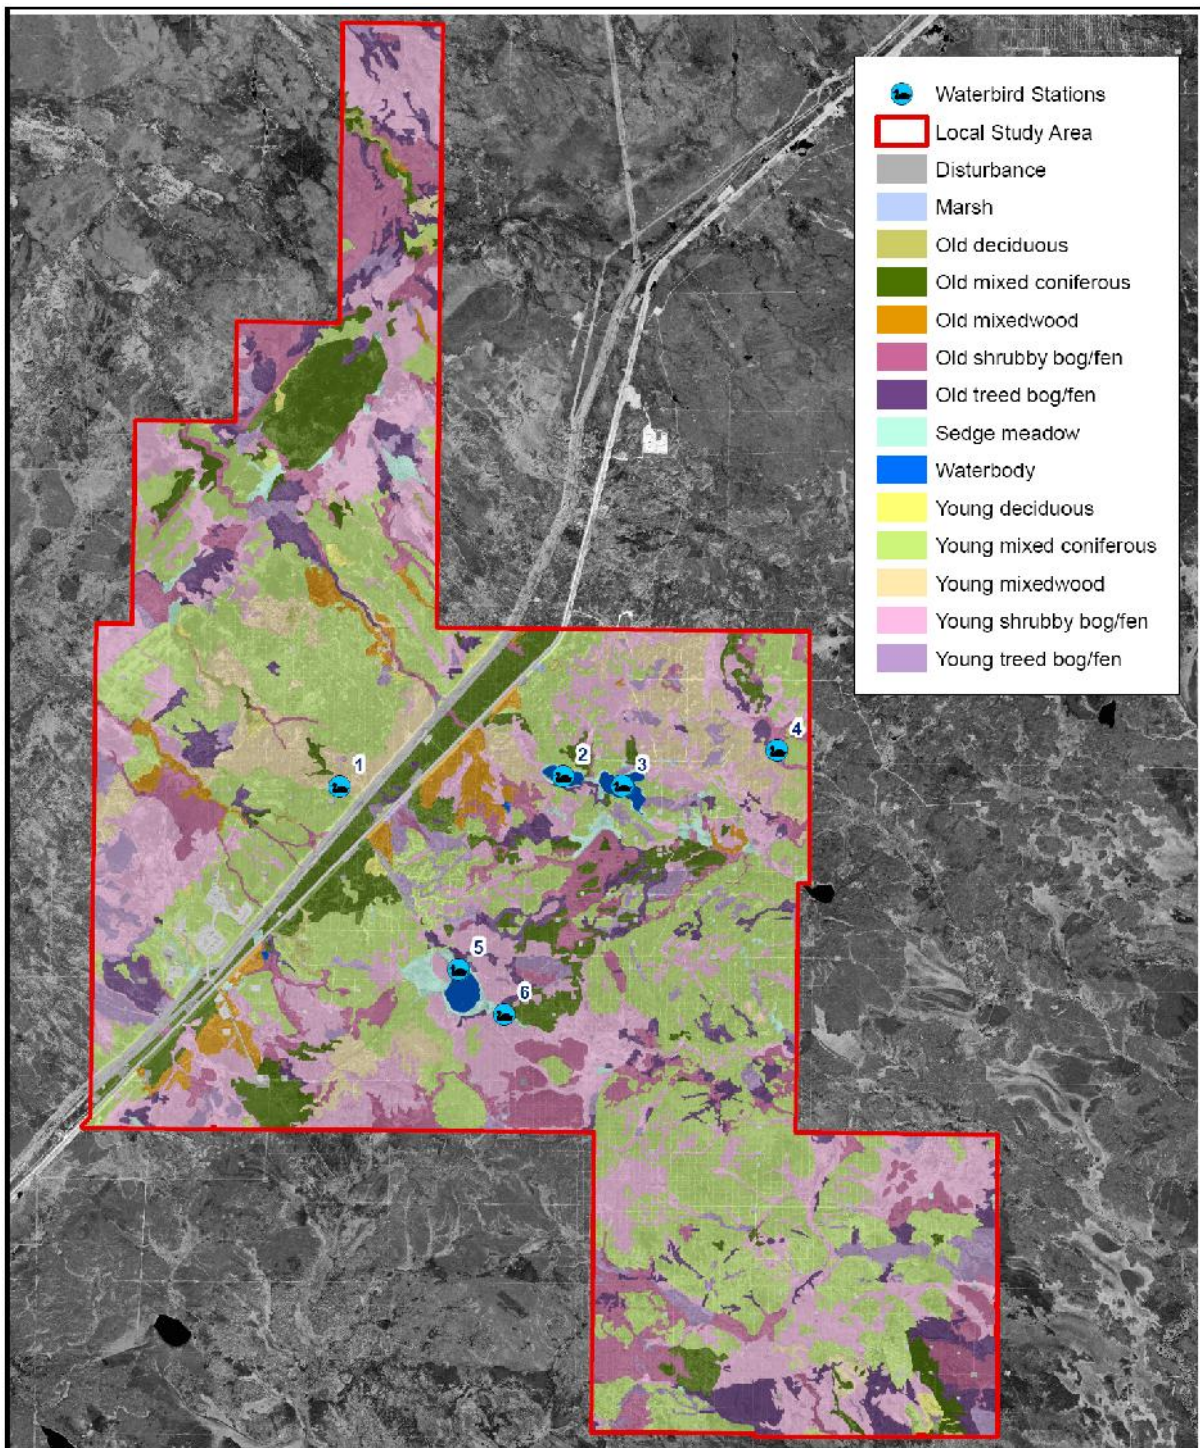 Waterbird Stations
Local Study Area
Disturbance
Marsh
Old deciduous
Old mixed coniferous
Old mixedwood
Old shrubby bog/fen
Old treed bog/fen
Sedge meadow
Waterbody
Young deciduous
Young mixed coniferous
Young mixedwood
Young shrubby bog/fen
Young treed bog/fen
4
2
3
1
5
6